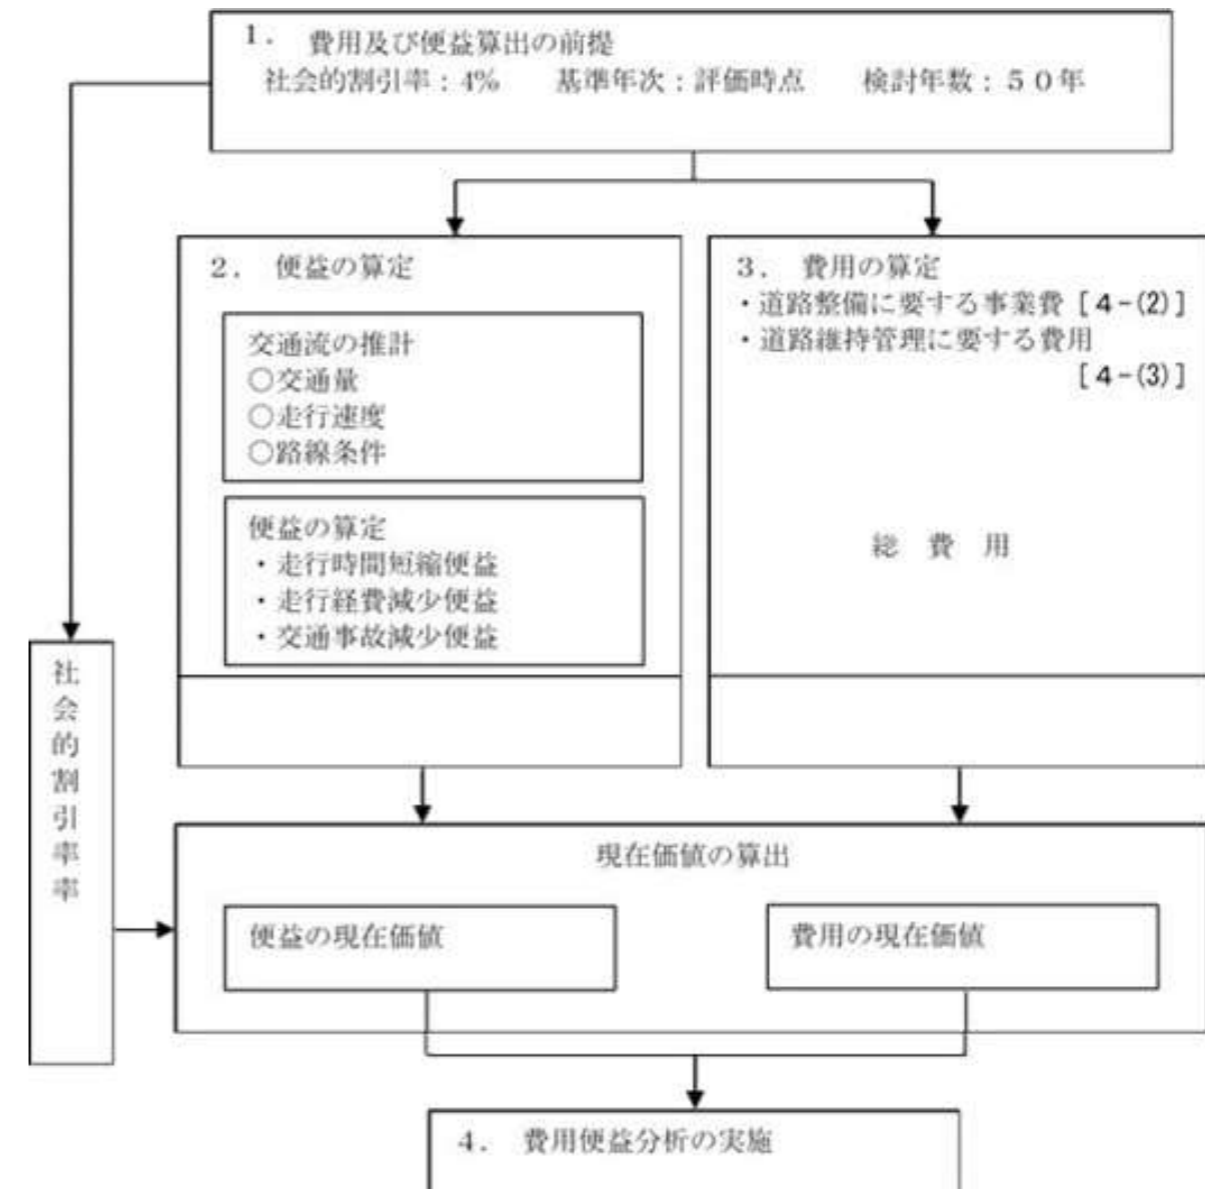 1. 費用及び便益算出の前提
社会的割引率：4%　基準年次：評価時点　検討年数：５０年
2. 便益の算定
交通流の推計
○交通量
○走行速度
○路線条件
便益の算定
・走行時間短縮便益
・走行経費減少便益
・交通事故減少便益
3. 費用の算定
・道路整備に要する事業費［4-(2)］
・道路維持管理に要する費用
［4-(3)］
総　費　用
社会的割引率率
現在価値の算出
便益の現在価値
費用の現在価値
4. 費用便益分析の実施